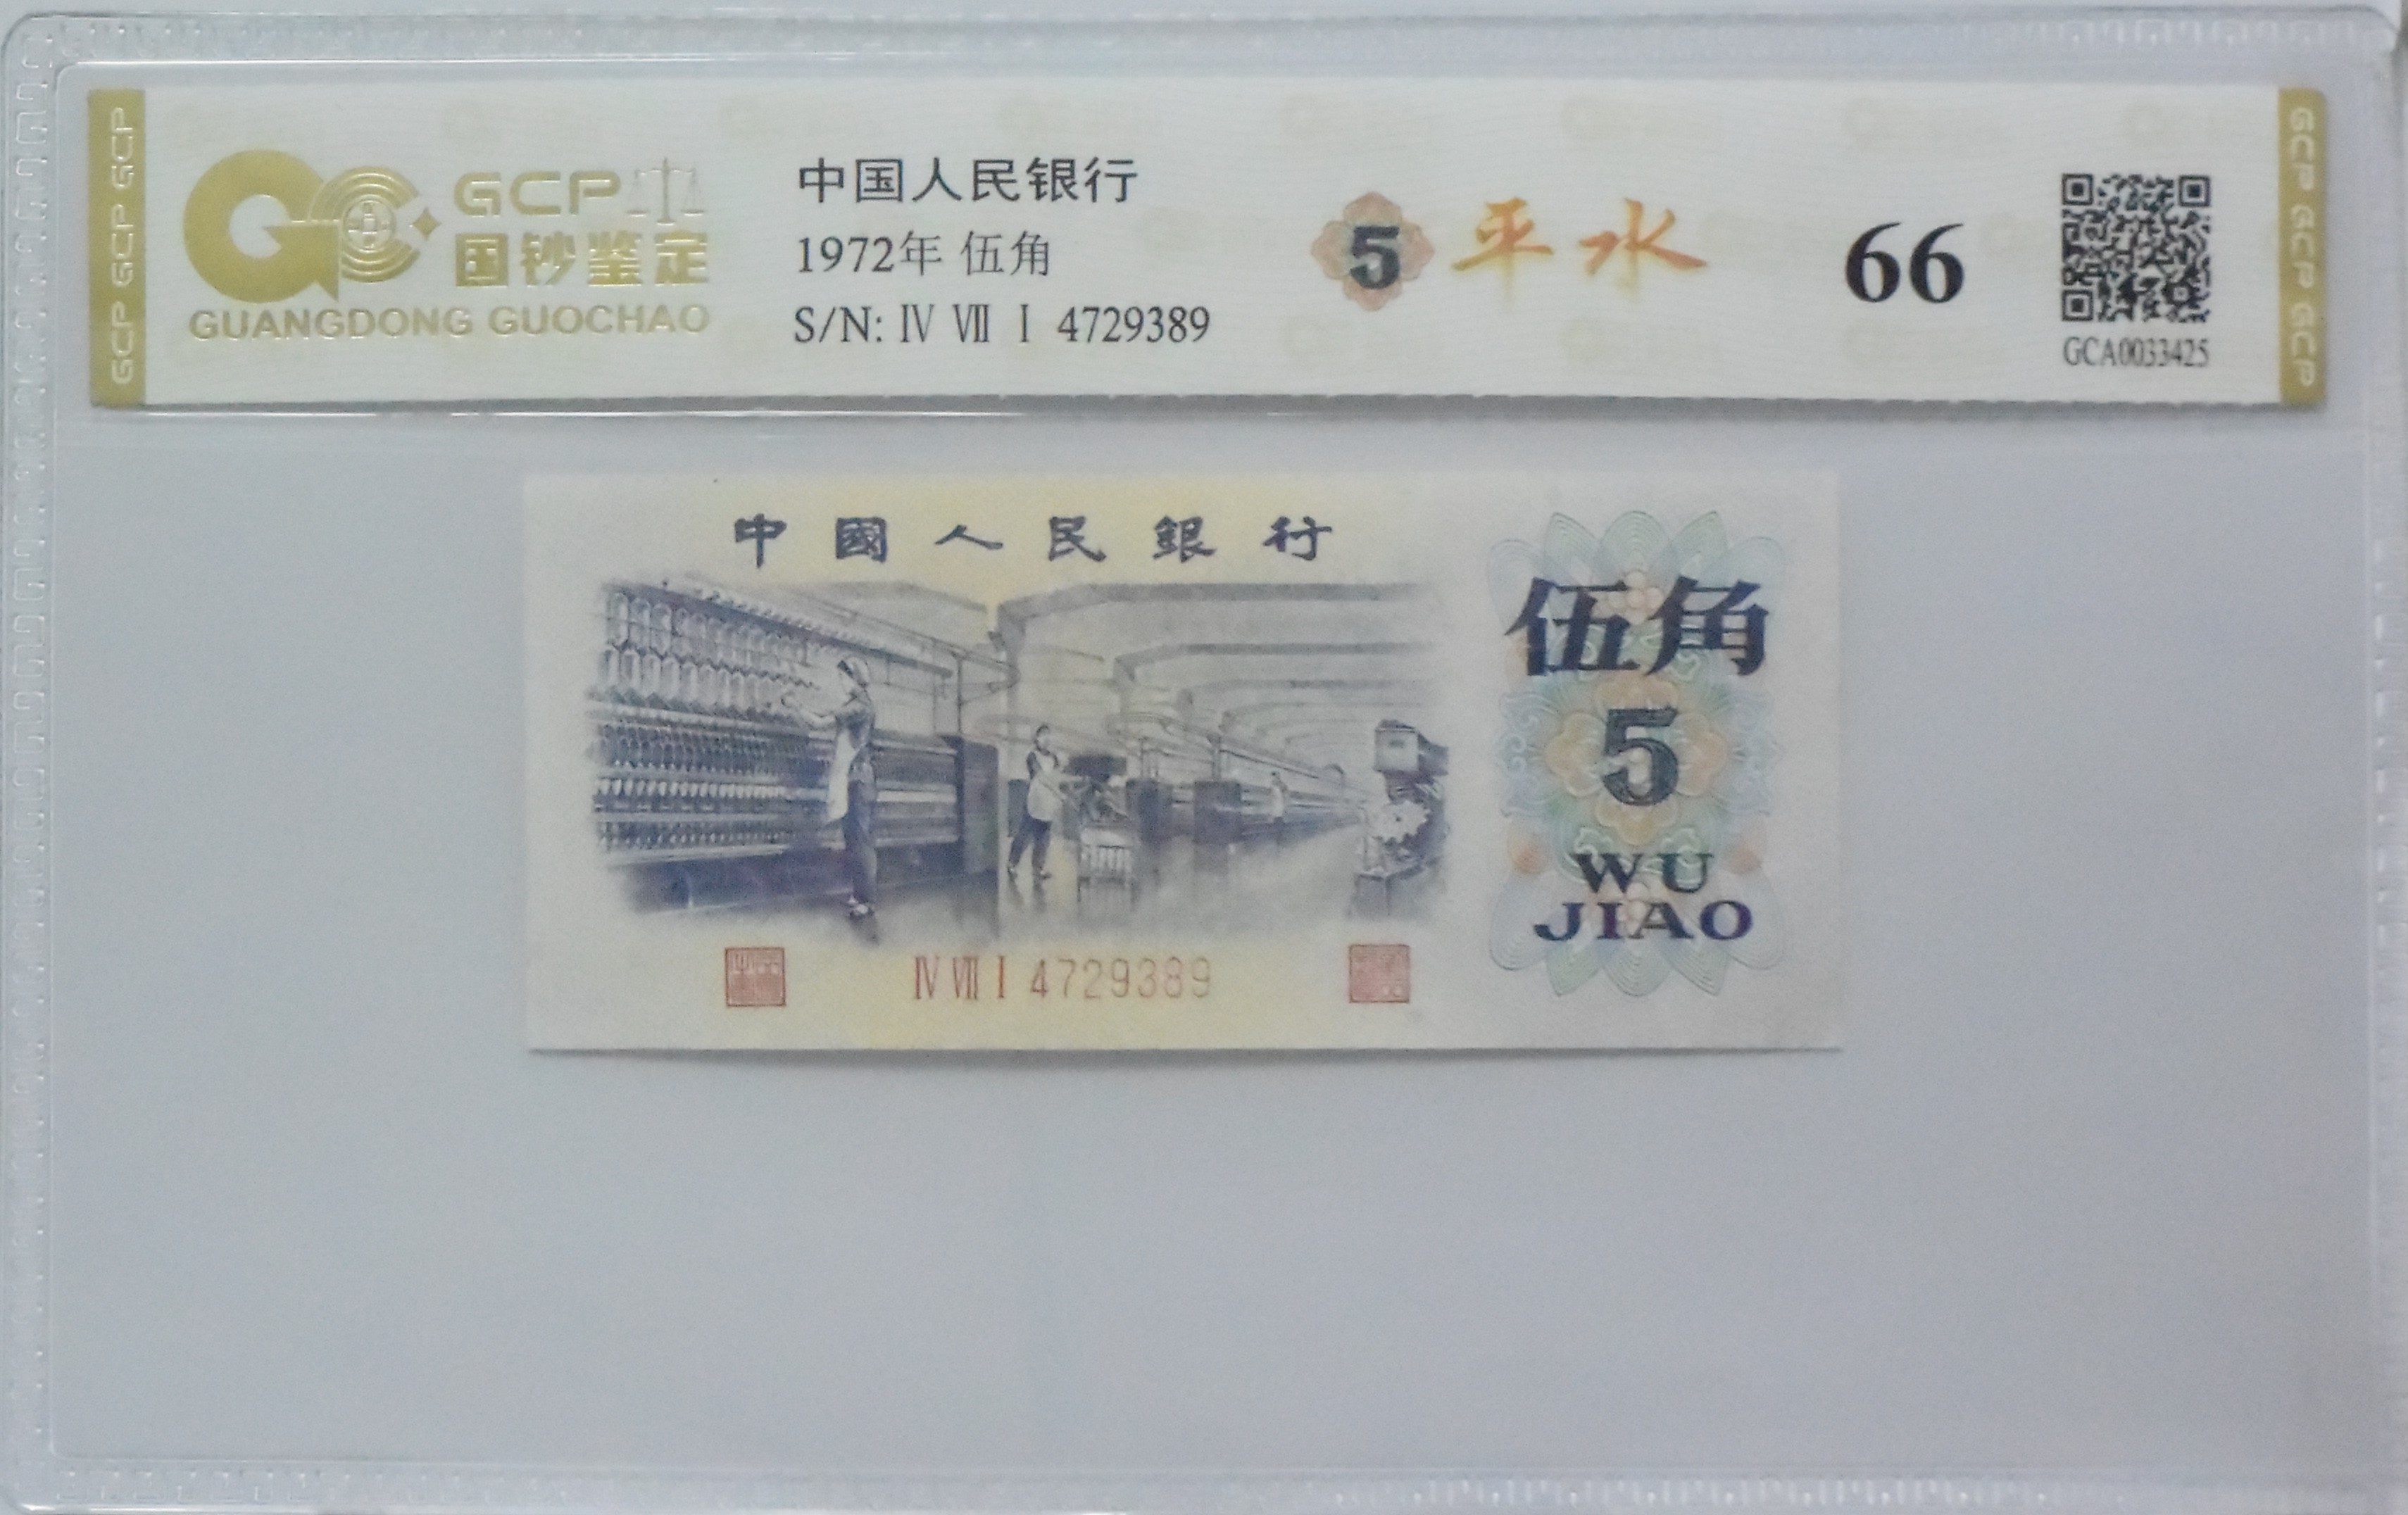 GCP GCP GCP
GCP
国钞鉴定
GUANGDONG GUOCHAO
中国人民银行
1972年 伍角
S/N: Ⅳ Ⅶ Ⅰ 4729389
5 平水
66
GCA0033425
GCP GCP GCP
中國人民銀行
伍角
5
WU
JIAO
Ⅳ Ⅶ Ⅰ 4729389